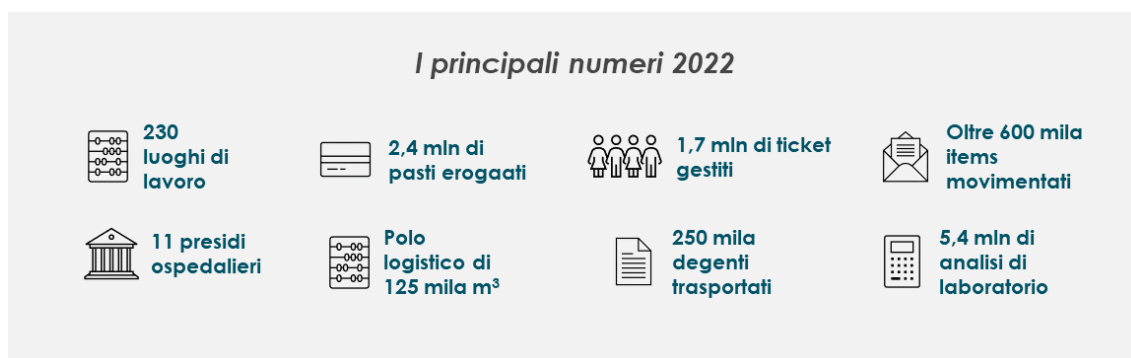 I principali numeri 2022
230
luoghi di
lavoro
2,4 mln di
pasti erogaati
1,7 mln di ticket
gestiti
Oltre 600 mila
items
movimentati
11 presidi
ospedalieri
Polo
logistico di
125 mila m³
250 mila
degenti
trasportati
5,4 mln di
analisi di
laboratorio